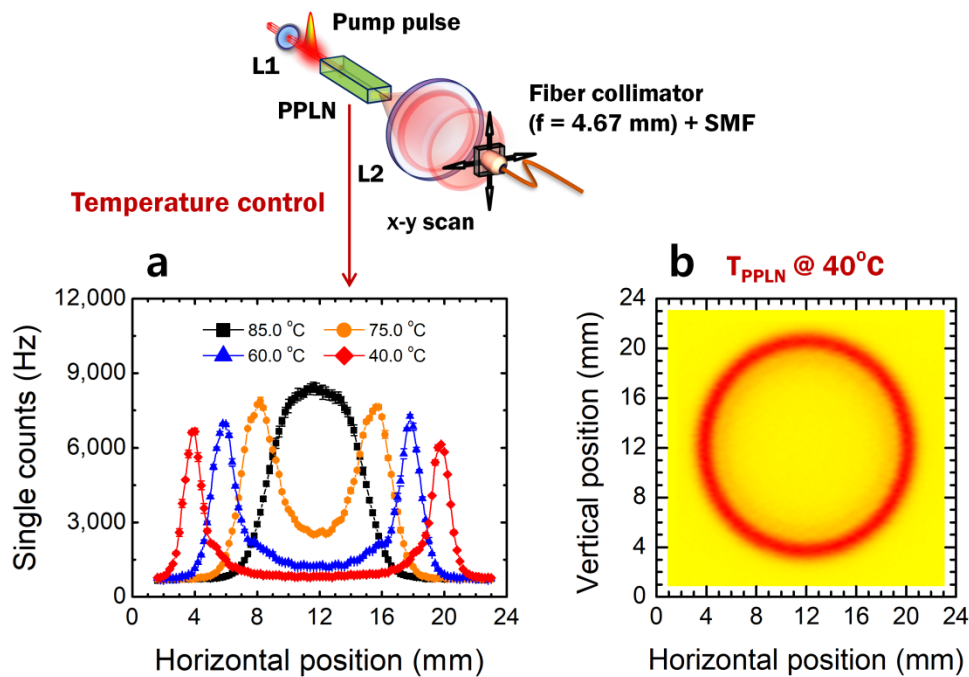 Pump pulse
L1
PPLN
L2
Fiber collimator
(f = 4.67 mm) + SMF
x-y scan
Temperature control
a
12,000
9,000
6,000
3,000
0
0 4 8 12 16 20 24
85.0 °C 75.0 °C
60.0 °C 40.0 °C
Single counts (Hz)
Horizontal position (mm)
b
TPPLN @ 40°C
24
20
16
12
8
4
0
0 4 8 12 16 20 24
Vertical position (mm)
Horizontal position (mm)